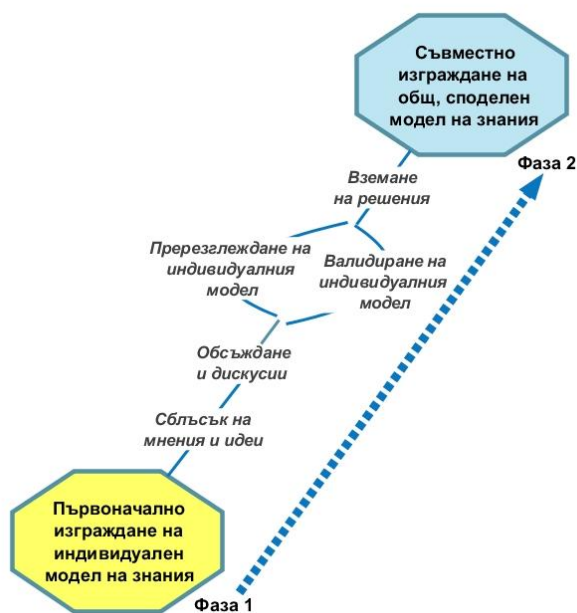 Съвместно
изграждане на
общ, споделен
модел на знания
Фаза 2
Вземане
на решения
Пререзглеждане на
индивидуалния
модел
Валидиране на
индивидуалния
модел
Обсъждане
и дискусии
Сблъсък на
мнения и идеи
Първоначално
изграждане на
индивидуален
модел на знания
Фаза 1